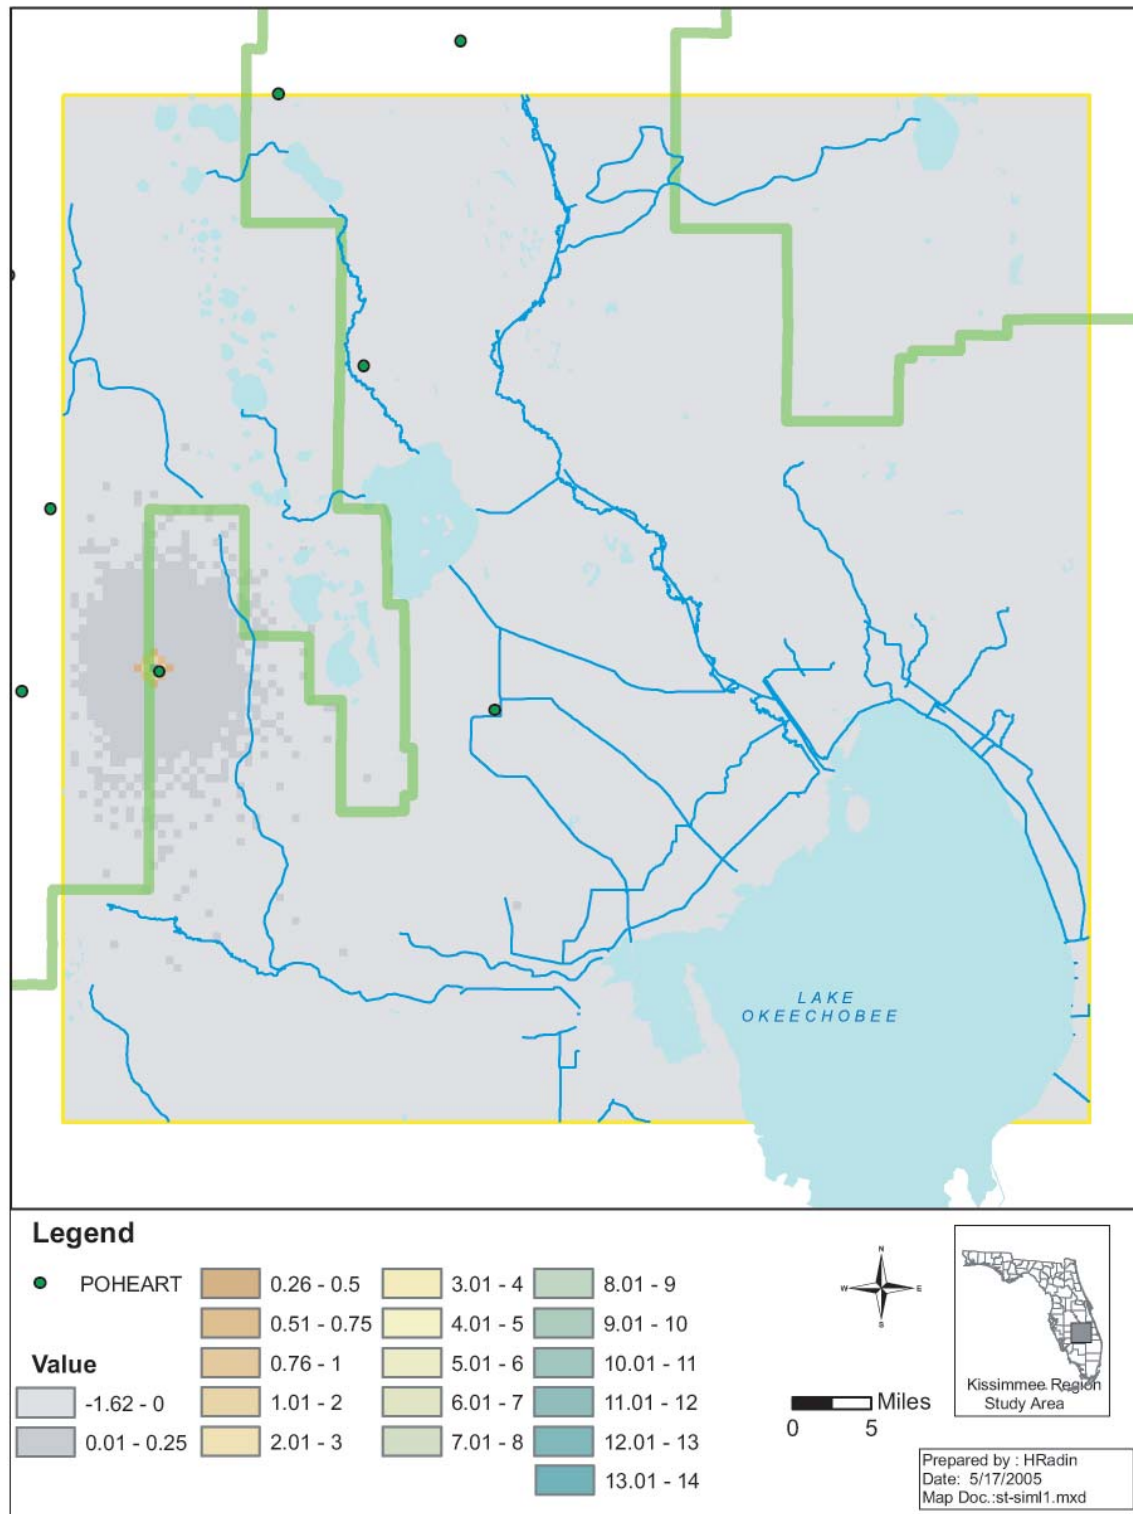 LAKE
OKEECHOBEE
Legend
POHEART
Value
-1.62 - 0
0.01 - 0.25
0.26 - 0.5
0.51 - 0.75
0.76 - 1
1.01 - 2
2.01 - 3
3.01 - 4
4.01 - 5
5.01 - 6
6.01 - 7
7.01 - 8
8.01 - 9
9.01 - 10
10.01 - 11
11.01 - 12
12.01 - 13
13.01 - 14
N
W
E
S
Miles
0 5
Kissimmee Region
Study Area
Prepared by : HRadin
Date: 5/17/2005
Map Doc.:st-siml1.mxd